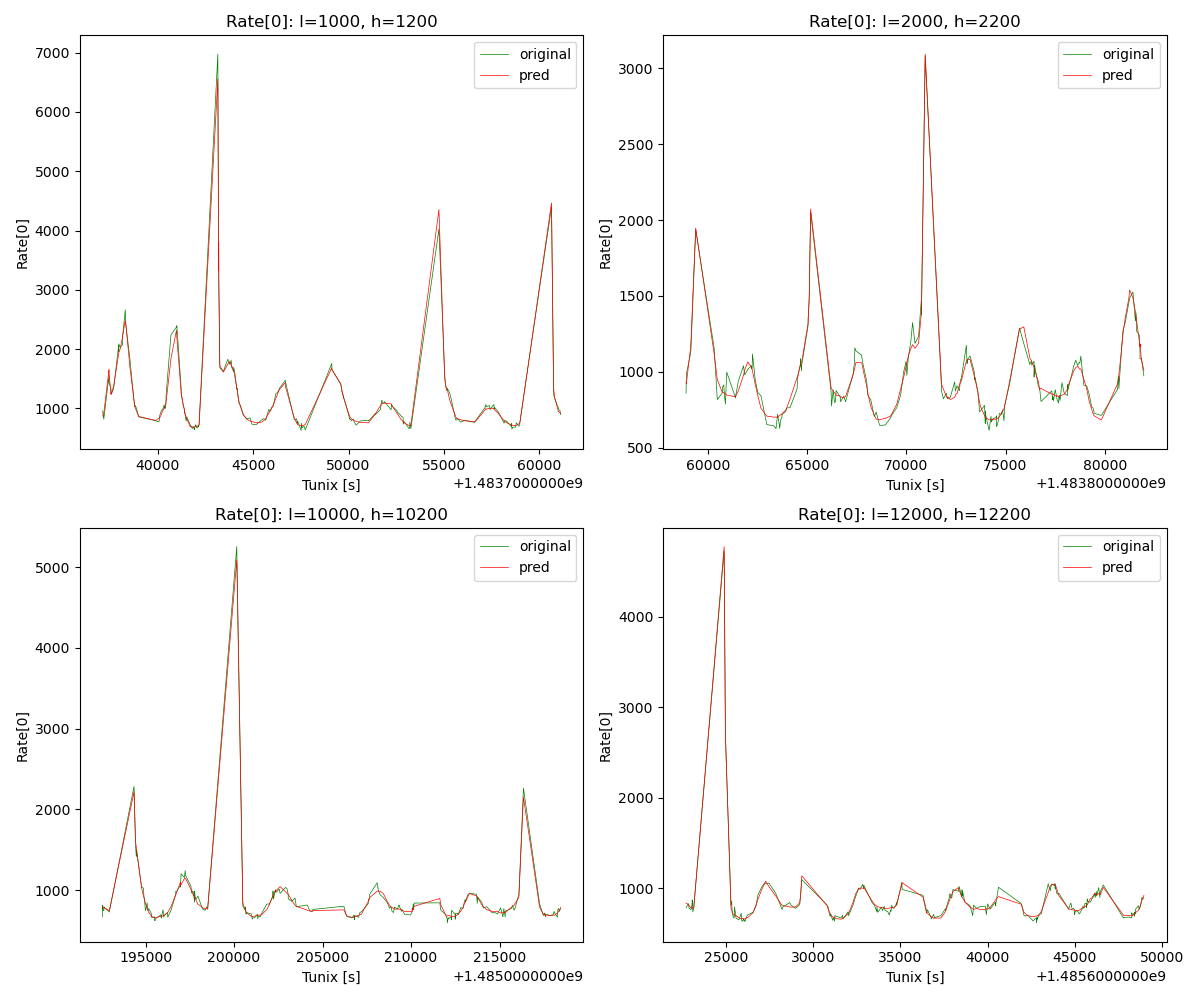 Rate[0]: l=1000, h=1200
7000
6000
5000
4000
3000
2000
1000
Rate[0]
original
pred
40000 45000 50000 55000 60000
Tunix [s]
+1.4837000000e9
Rate[0]: l=2000, h=2200
3000
2500
2000
1500
1000
500
Rate[0]
original
pred
60000 65000 70000 75000 80000
Tunix [s]
+1.4838000000e9
Rate[0]: l=10000, h=10200
5000
4000
3000
2000
1000
Rate[0]
original
pred
195000 200000 205000 210000 215000
Tunix [s]
+1.4850000000e9
Rate[0]: l=12000, h=12200
4000
3000
2000
1000
Rate[0]
original
pred
25000 30000 35000 40000 45000 50000
Tunix [s]
+1.4856000000e9